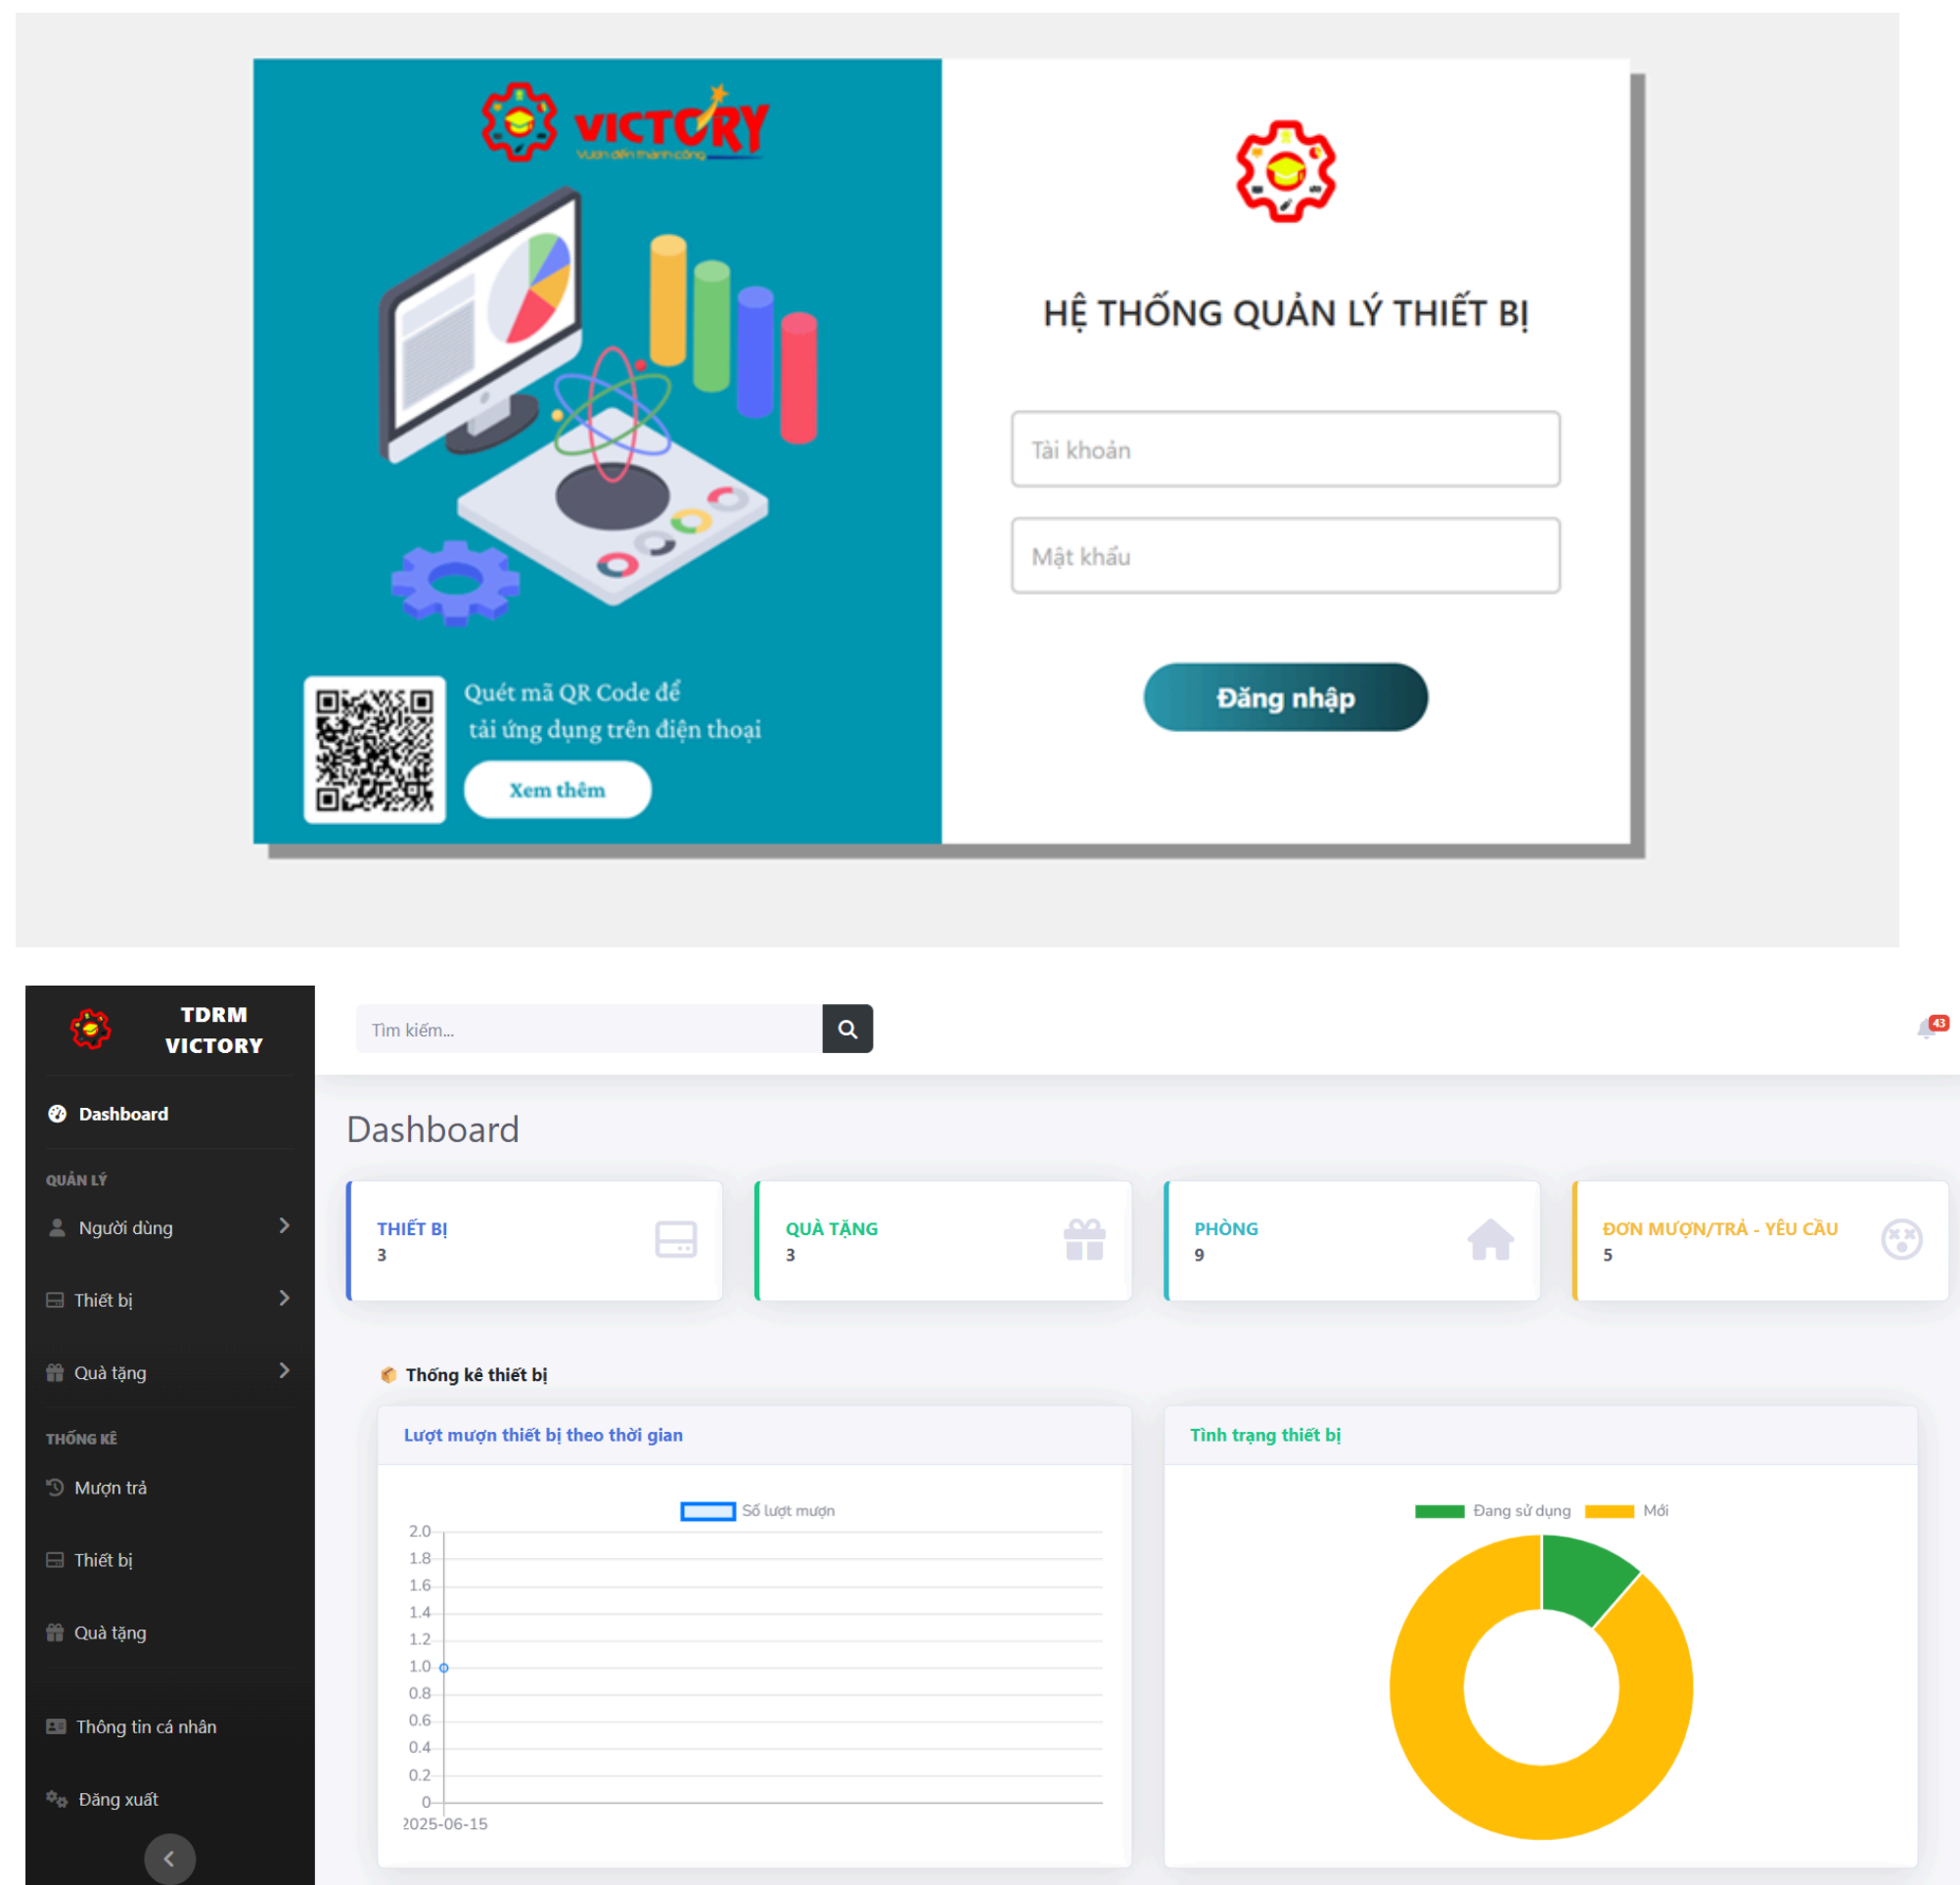 VICTORY
Vươn đến thành công
HỆ THỐNG QUẢN LÝ THIẾT BỊ
Tài khoản
Mật khẩu
Đăng nhập
Quét mã QR Code để
tải ứng dụng trên điện thoại
Xem thêm
TDRM
VICTORY
Dashboard
QUẢN LÝ
Người dùng
Thiết bị
Quà tặng
THỐNG KÊ
Mượn trả
Thiết bị
Quà tặng
Thông tin cá nhân
Đăng xuất
Tìm kiếm...
43
Dashboard
THIẾT BỊ
3
QUÀ TẶNG
3
PHÒNG
9
ĐƠN MƯỢN/TRẢ - YÊU CẦU
5
Thống kê thiết bị
Lượt mượn thiết bị theo thời gian
Số lượt mượn
2.0
1.8
1.6
1.4
1.2
1.0
0.8
0.6
0.4
0.2
0
2025-06-15
Tình trạng thiết bị
Đang sử dụng
Mới